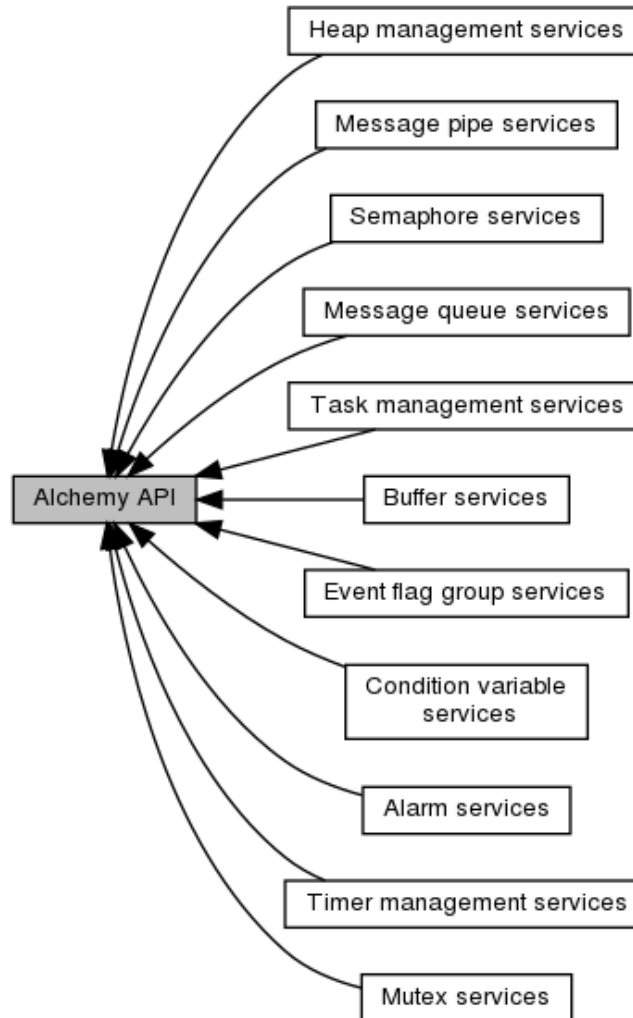 Heap management services
Message pipe services
Semaphore services
Message queue services
Task management services
Alchemy API
Buffer services
Event flag group services
Condition variable
services
Alarm services
Timer management services
Mutex services